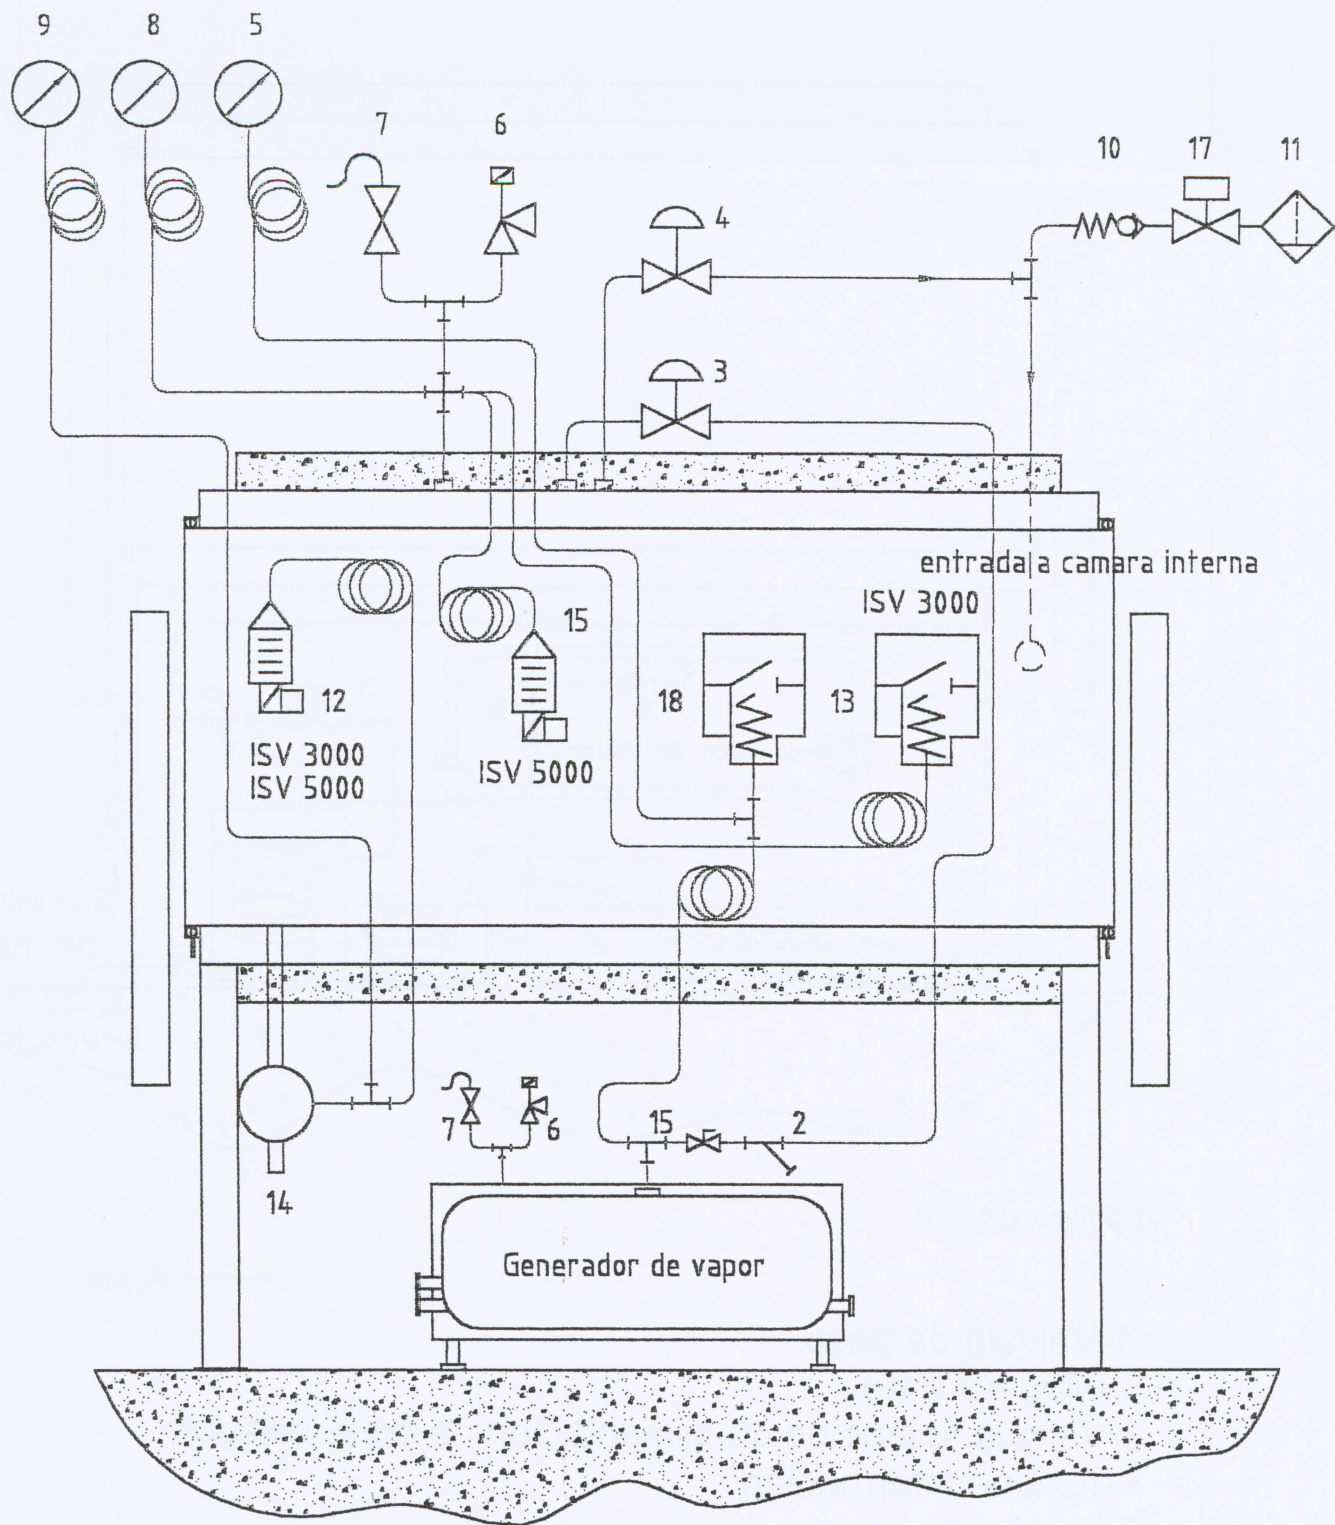 9 8 5
7 6
10 17 11
4
3
entrada a camara interna
ISV 3000
15
12
18 13
ISV 3000
ISV 5000
ISV 5000
7 6 15 2
14
Generador de vapor